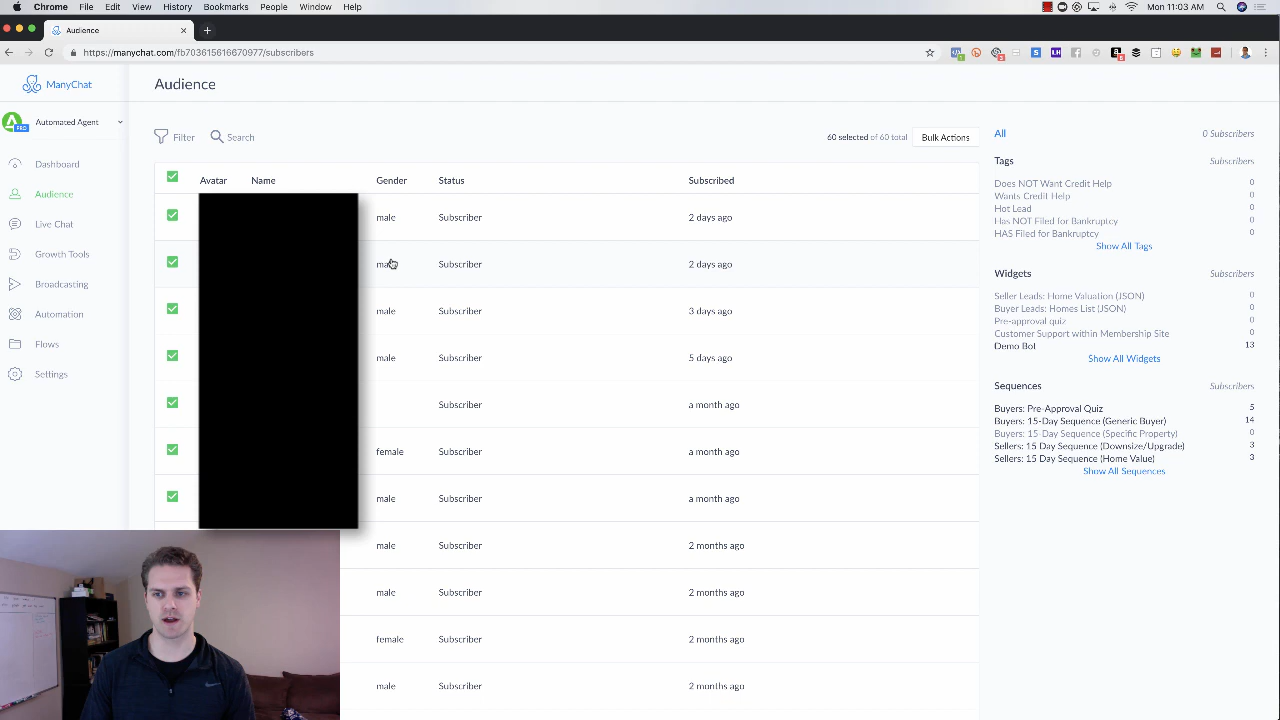 Chrome File Edit View History Bookmarks People Window Help Mon 11:03 AM
Audience
https://manychat.com/fb703615616670977/subscribers
ManyChat
Automated Agent
PRO
Dashboard
Audience
Live Chat
Growth Tools
Broadcasting
Automation
Flows
Settings
Audience
Filter Search 60 selected of 60 total Bulk Actions
Avatar Name Gender Status Subscribed
male Subscriber 2 days ago
Subscriber 2 days ago
male Subscriber 3 days ago
male Subscriber 5 days ago
Subscriber a month ago
female Subscriber a month ago
male Subscriber a month ago
male Subscriber 2 months ago
male Subscriber 2 months ago
female Subscriber 2 months ago
male Subscriber 2 months ago
All 0 Subscribers
Tags Subscribers
Does NOT Want Credit Help 0
Wants Credit Help 0
Hot Lead 0
Has NOT Filed for Bankruptcy 0
HAS Filed for Bankruptcy 0
Show All Tags
Widgets Subscribers
Seller Leads: Home Valuation (JSON) 0
Buyer Leads: Homes List (JSON) 0
Pre-approval quiz 0
Customer Support within Membership Site 0
Demo Bot 13
Show All Widgets
Sequences Subscribers
Buyers: Pre-Approval Quiz 5
Buyers: 15-Day Sequence (Generic Buyer) 14
Buyers: 15-Day Sequence (Specific Property) 0
Sellers: 15 Day Sequence (Downsize/Upgrade) 3
Sellers: 15 Day Sequence (Home Value) 3
Show All Sequences